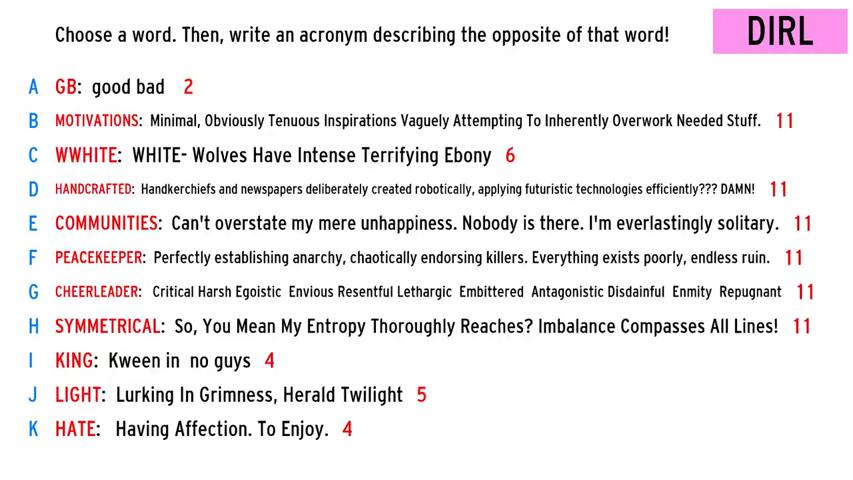 Choose a word. Then, write an acronym describing the opposite of that word!
DIRL
A GB: good bad 2
B MOTIVATIONS: Minimal, Obviously Tenuous Inspirations Vaguely Attempting To Inherently Overwork Needed Stuff. 11
C WWHITE: WHITE- Wolves Have Intense Terrifying Ebony 6
D HANDCRAFTED: Handkerchiefs and newspapers deliberately created robotically, applying futuristic technologies efficiently??? DAMN! 11
E COMMUNITIES: Can't overstate my mere unhappiness. Nobody is there. I'm everlastingly solitary. 11
F PEACEKEEPER: Perfectly establishing anarchy, chaotically endorsing killers. Everything exists poorly, endless ruin. 11
G CHEERLEADER: Critical Harsh Egoistic Envious Resentful Lethargic Embittered Antagonistic Disdainful Enmity Repugnant 11
H SYMMETRICAL: So, You Mean My Entropy Thoroughly Reaches? Imbalance Compasses All Lines! 11
I KING: Kween in no guys 4
J LIGHT: Lurking In Grimness, Herald Twilight 5
K HATE: Having Affection. To Enjoy. 4